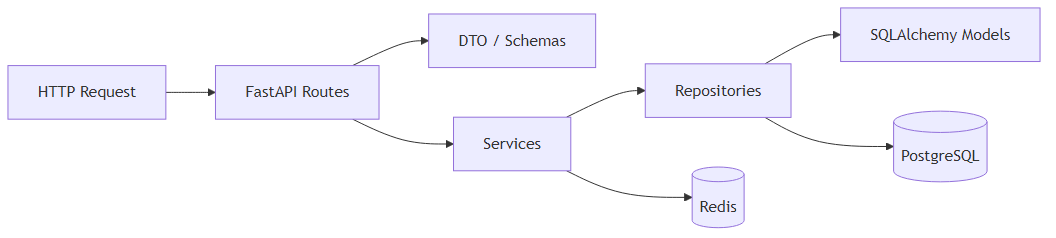 HTTP Request
FastAPI Routes
DTO / Schemas
Services
Repositories
Redis
SQLAlchemy Models
PostgreSQL